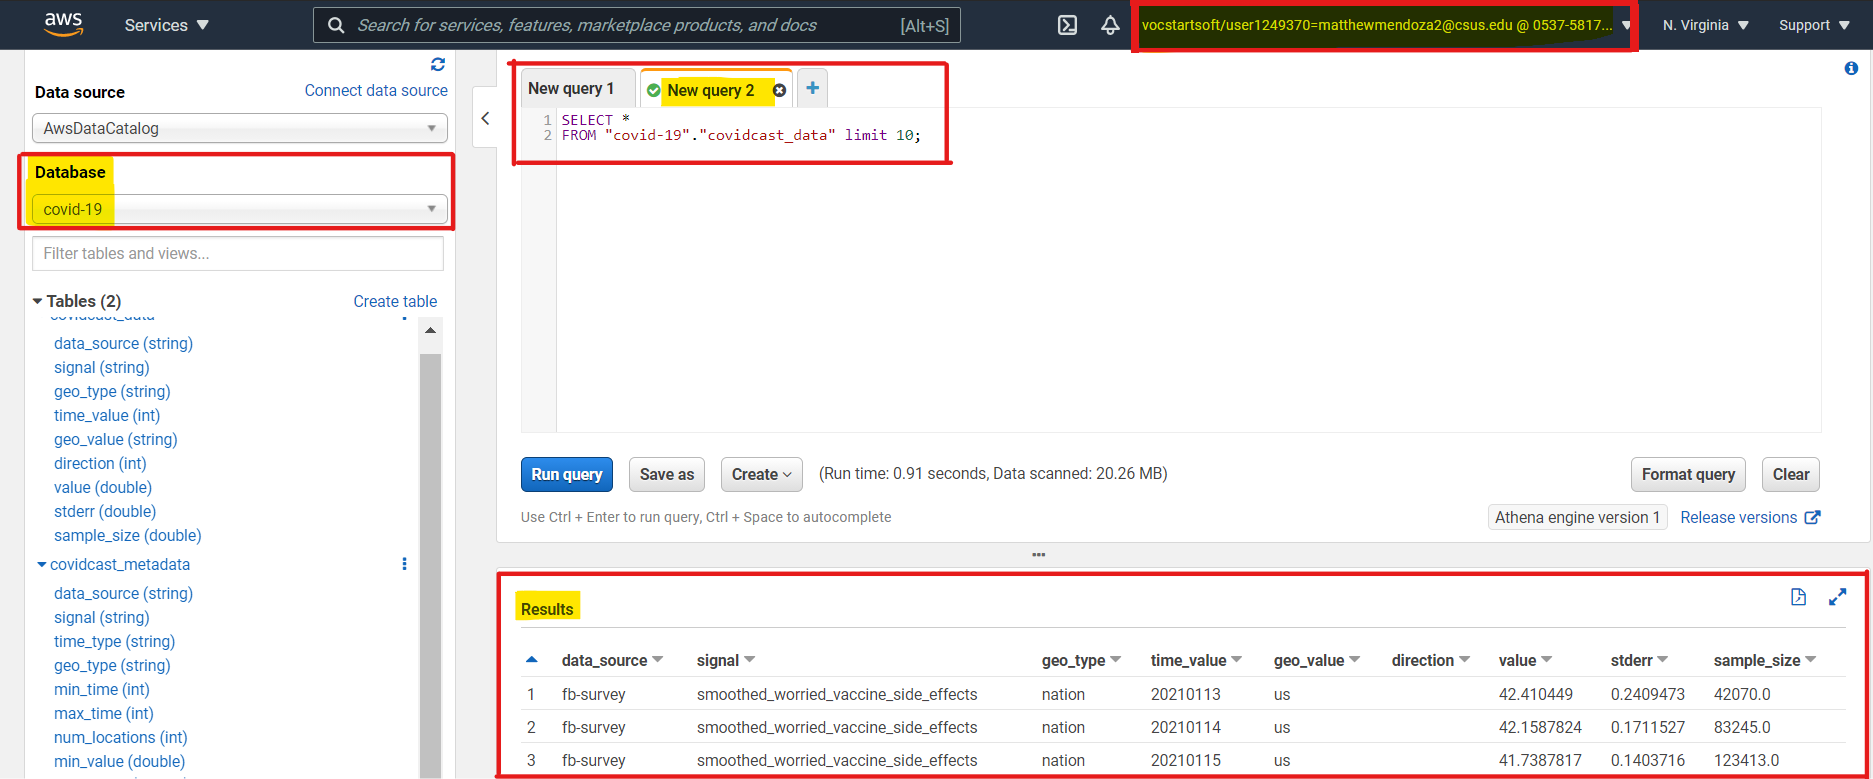 aws
Services
Search for services, features, marketplace products, and docs [Alt+S]
vocstartsoft/user1249370=matthewmendoza2@csus.edu @ 0537-5817...
N. Virginia
Support
Data source
Connect data source
AwsDataCatalog
Database
covid-19
Filter tables and views...
Tables (2)
Create table
covidcast_data
data_source (string)
signal (string)
geo_type (string)
time_value (int)
geo_value (string)
direction (int)
value (double)
stderr (double)
sample_size (double)
covidcast_metadata
data_source (string)
signal (string)
time_type (string)
geo_type (string)
min_time (int)
max_time (int)
num_locations (int)
min_value (double)
New query 1
New query 2
+
1 SELECT *
2 FROM "covid-19"."covidcast_data" limit 10;
Run query
Save as
Create
(Run time: 0.91 seconds, Data scanned: 20.26 MB)
Format query
Clear
Use Ctrl + Enter to run query, Ctrl + Space to autocomplete
Athena engine version 1
Release versions
Results
data_source signal geo_type time_value geo_value direction value stderr sample_size
1 fb-survey smoothed_worried_vaccine_side_effects nation 20210113 us 42.410449 0.2409473 42070.0
2 fb-survey smoothed_worried_vaccine_side_effects nation 20210114 us 42.1587824 0.1711527 83245.0
3 fb-survey smoothed_worried_vaccine_side_effects nation 20210115 us 41.7387817 0.1403716 123413.0